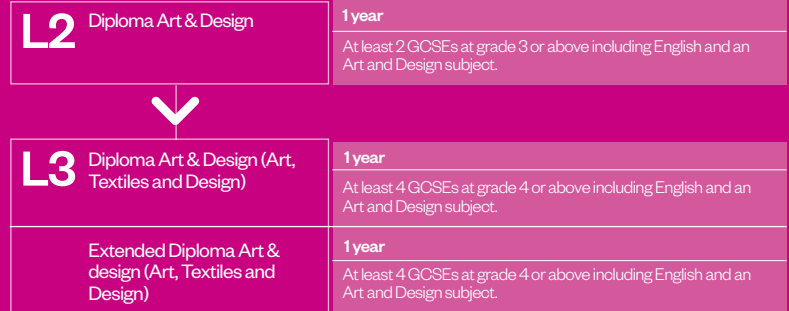 L2 Diploma Art & Design
1 year
At least 2 GCSEs at grade 3 or above including English and an
Art and Design subject.
L3 Diploma Art & Design (Art,
Textiles and Design)
1 year
At least 4 GCSEs at grade 4 or above including English and an
Art and Design subject.
Extended Diploma Art &
design (Art, Textiles and
Design)
1 year
At least 4 GCSEs at grade 4 or above including English and an
Art and Design subject.